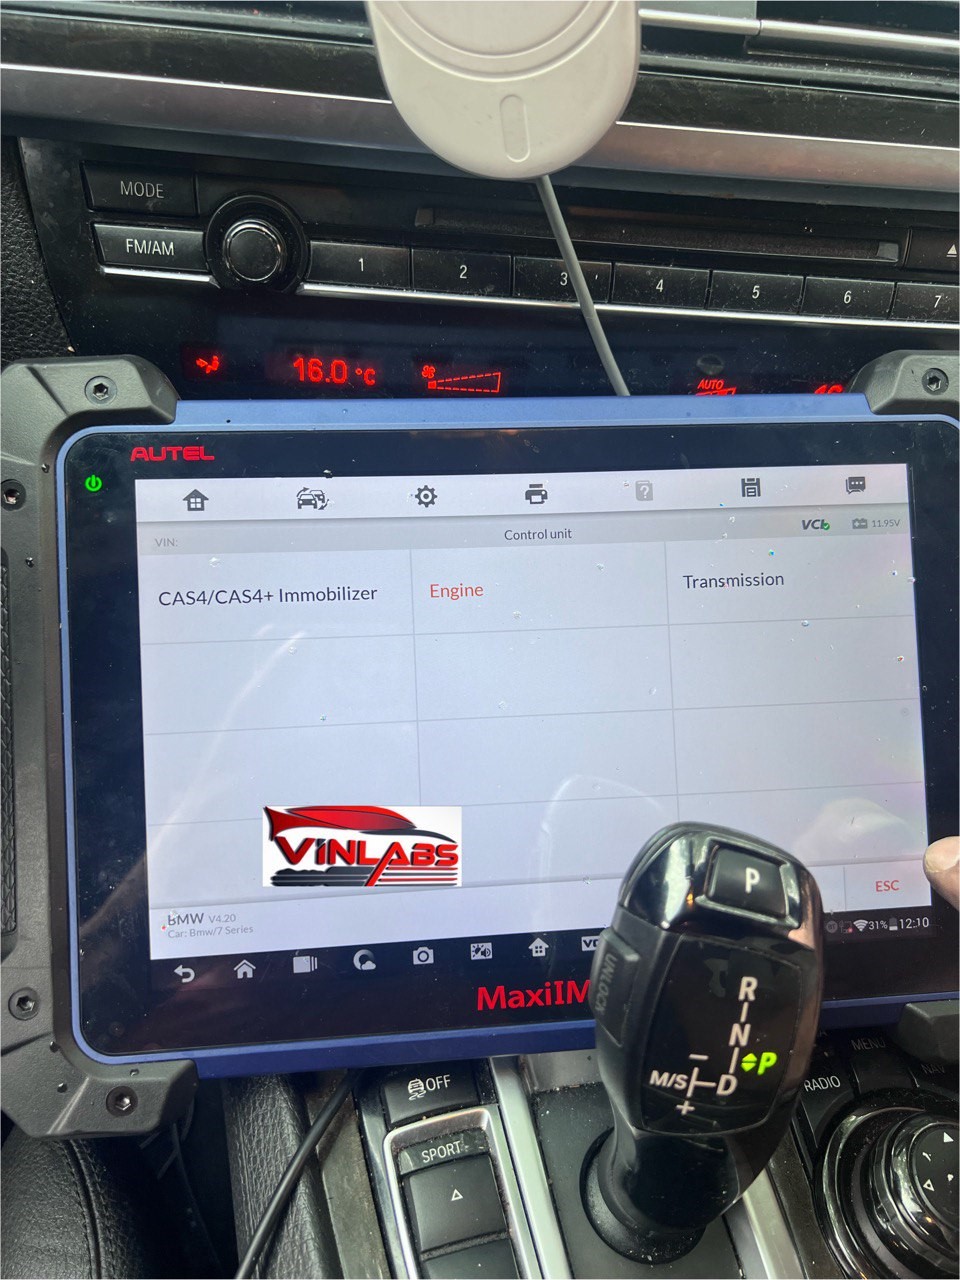 MODE
FM/AM
1
2
3
4
5
6
7
16.0 °C
AUTO
AUTEL
VCI
11.95V
VIN:
Control unit
CAS4/CAS4+ Immobilizer
Engine
Transmission
VINLABS
ESC
BMW V4.20
Car: Bmw/7 Series
31%
12:10
MaxiIM
P
UNLOCK
R
N
P
M/S
D
OFF
SPORT
MENU
RADIO